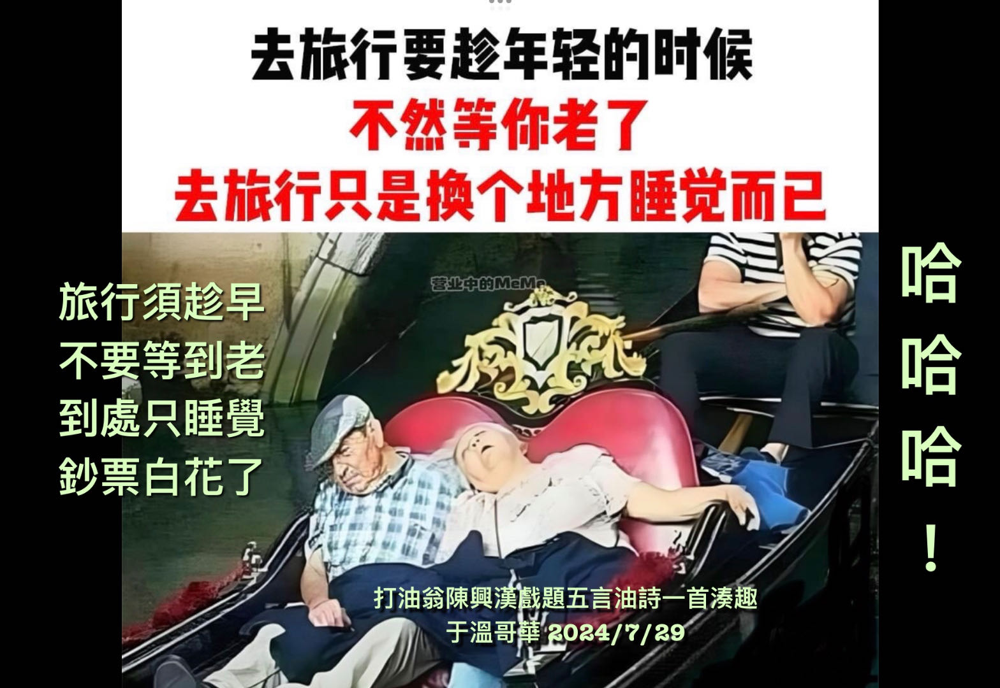 去旅行要趁年轻的时候
不然等你老了
去旅行只是換个地方睡觉而已
营业中的MeMe
旅行須趁早
不要等到老
到處只睡覺
鈔票白花了
哈
哈
哈
！
打油翁陳興漢戲題五言油詩一首湊趣
于溫哥華 2024/7/29